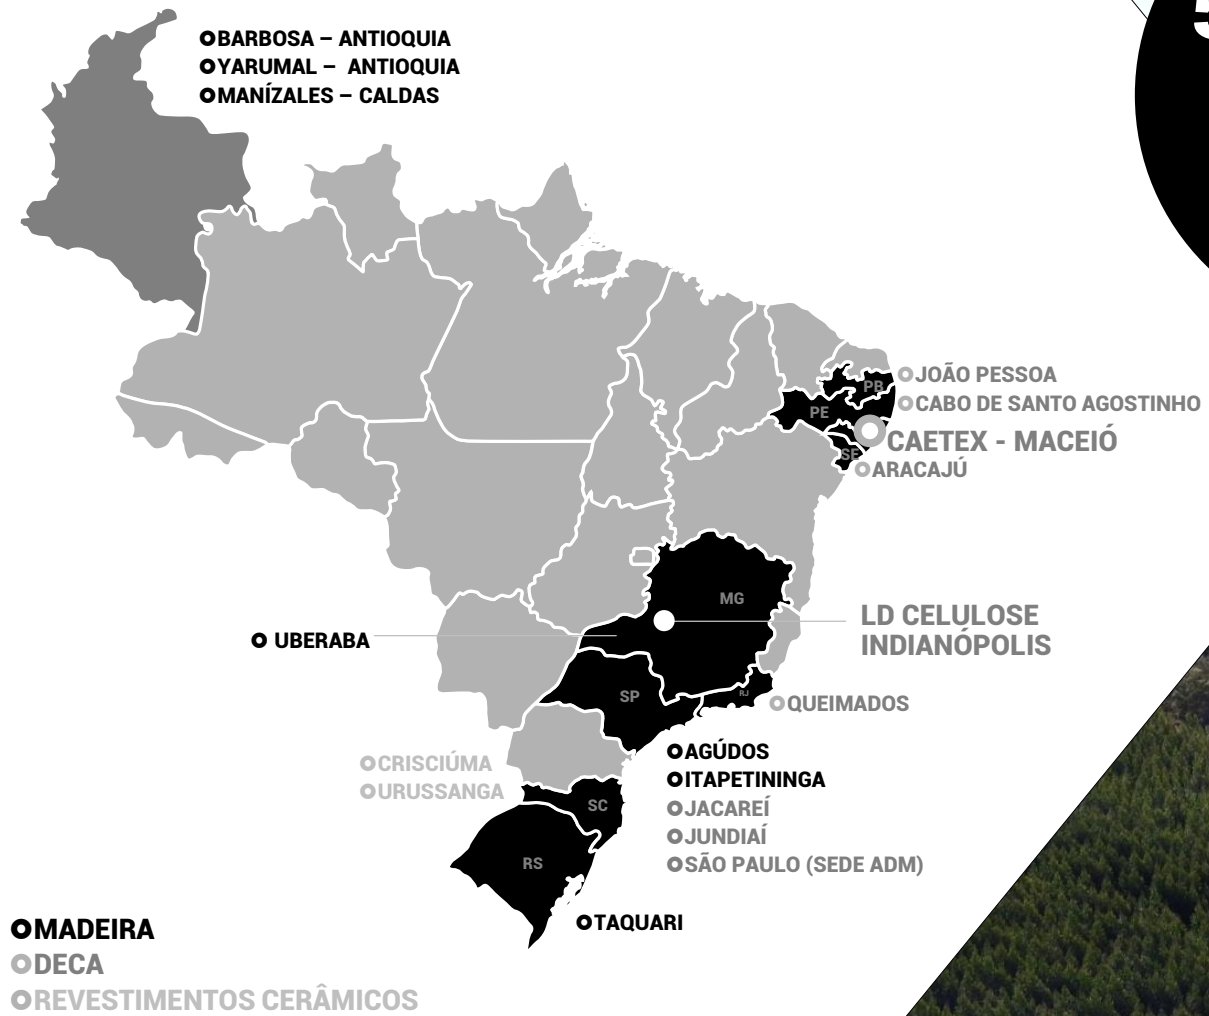 BARBOSA – ANTIOQUIA
YARUMAL – ANTIOQUIA
MANÍZALES – CALDAS
JOÃO PESSOA
PB
CABO DE SANTO AGOSTINHO
PE
CAETEX - MACEIÓ
SE
ARACAJÚ
MG
LD CELULOSE
INDIANÓPOLIS
UBERABA
SP
RJ
QUEIMADOS
AGÚDOS
CRISCIÚMA
ITAPETININGA
URUSSANGA
SC
JACAREÍ
JUNDIAÍ
RS
SÃO PAULO (SEDE ADM)
TAQUARI
MADEIRA
DECA
REVESTIMENTOS CERÂMICOS